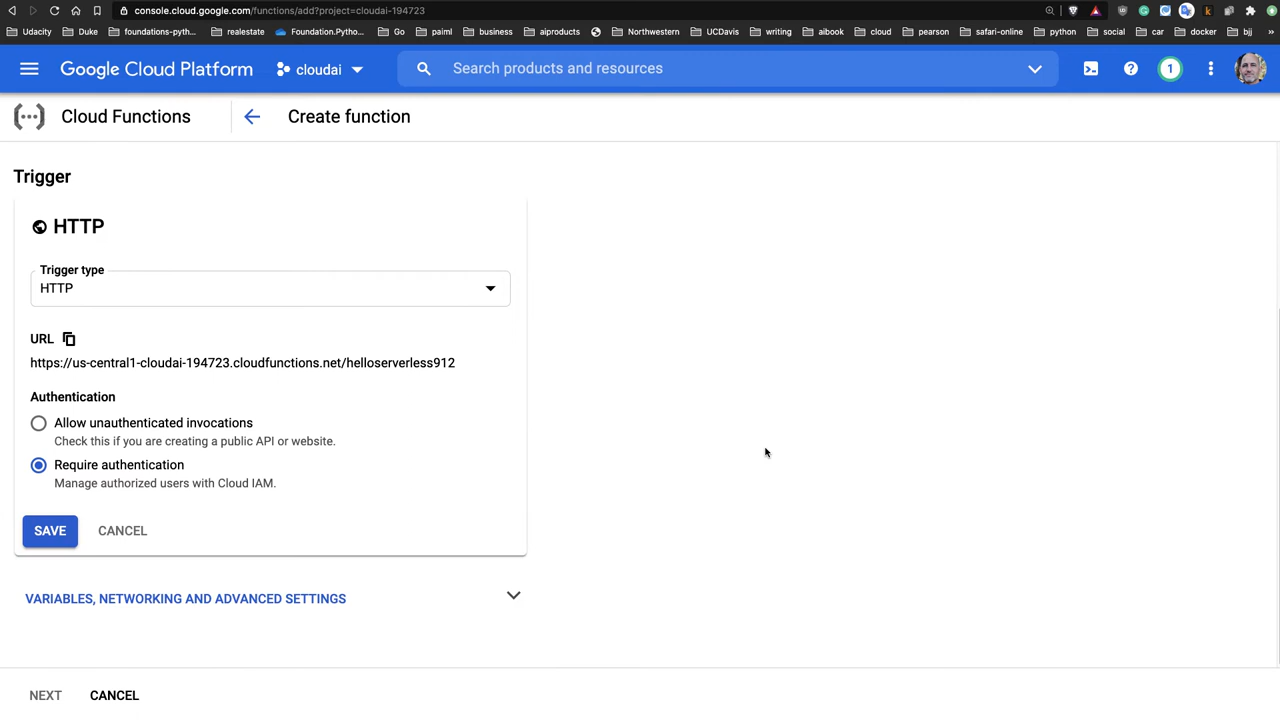 console.cloud.google.com/functions/add?project=cloudai-194723
Udacity Duke foundations-pyth... realestate Foundation.Pytho... Go paiml business aiproducts Northwestern UCDavis writing aibook cloud pearson safari-online python social car docker bjj »
Google Cloud Platform cloudai Search products and resources 1
Cloud Functions Create function
Trigger
HTTP
Trigger type
HTTP
URL
https://us-central1-cloudai-194723.cloudfunctions.net/helloserverless912
Authentication
Allow unauthenticated invocations
Check this if you are creating a public API or website.
Require authentication
Manage authorized users with Cloud IAM.
SAVE CANCEL
VARIABLES, NETWORKING AND ADVANCED SETTINGS
NEXT CANCEL